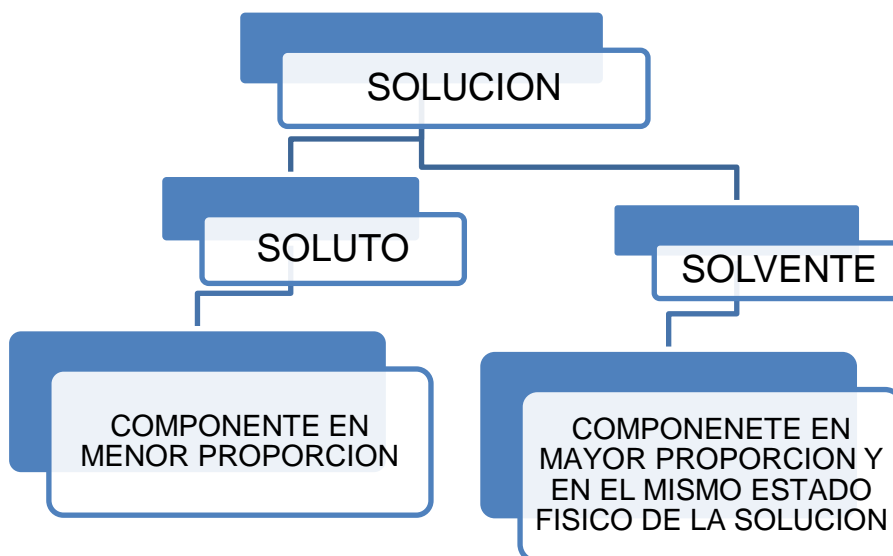 SOLUCION
SOLUTO
SOLVENTE
COMPONENTE EN
MENOR PROPORCION
COMPONENETE EN
MAYOR PROPORCION Y
EN EL MISMO ESTADO
FISICO DE LA SOLUCION